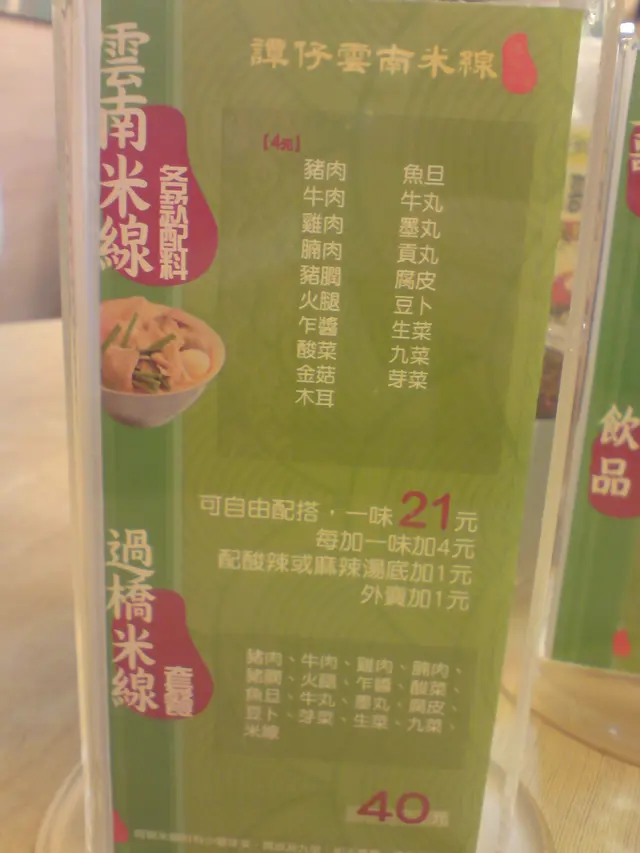 譚仔雲南米線
雲南米線
各款配料
【4元】
豬肉
牛肉
雞肉
腩肉
豬膶
火腿
乍醬
酸菜
金菇
木耳
魚旦
牛丸
墨丸
貢丸
腐皮
豆卜
生菜
九菜
芽菜
可自由配搭，一味21元
每加一味加4元
配酸辣或麻辣湯底加1元
外賣加1元
過橋米線
套餐
豬肉、牛肉、雞肉、腩肉、
豬膶、火腿、乍醬、酸菜、
魚旦、牛丸、墨丸、腐皮、
豆卜、芽菜、生菜、九菜、
米線
40元
飲品